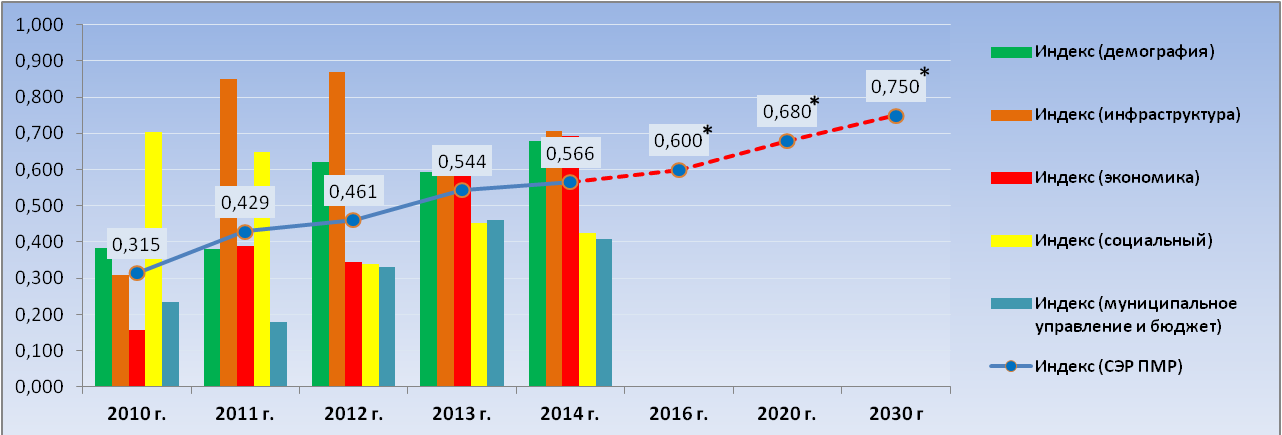 1,000
0,900
0,800
0,700
0,600
0,500
0,400
0,300
0,200
0,100
0,000
0,315
0,429
0,461
0,544
0,566
0,600*
0,680*
0,750*
2010 г.
2011 г.
2012 г.
2013 г.
2014 г.
2016 г.
2020 г.
2030 г
Индекс (демография)
Индекс (инфраструктура)
Индекс (экономика)
Индекс (социальный)
Индекс (муниципальное
управление и бюджет)
Индекс (СЭР ПМР)